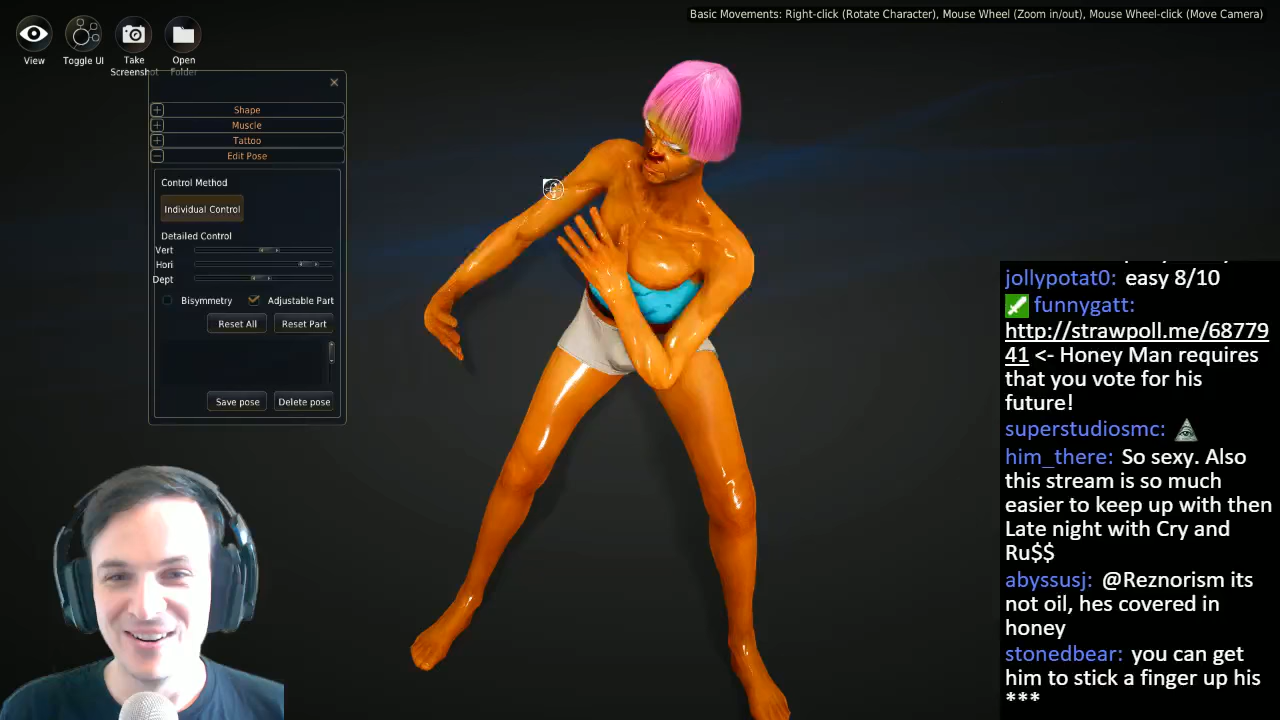 Basic Movements: Right-click (Rotate Character), Mouse Wheel (Zoom in/out), Mouse Wheel-click (Move Camera)
View
Toggle UI
Take
Screenshot
Open
Folder
Shape
Muscle
Tattoo
Edit Pose
Control Method
Individual Control
Detailed Control
Vert
Hori
Dept
Bisymmetry
Adjustable Part
Reset All
Reset Part
Save pose
Delete pose
jollypotat0: easy 8/10
funnygatt:
http://strawpoll.me/68779
41 <- Honey Man requires
that you vote for his
future!
superstudiosmc:
him_there: So sexy. Also
this stream is so much
easier to keep up with then
Late night with Cry and
Ru$$
abyssusj: @Reznorism its
not oil, hes covered in
honey
stonedbear: you can get
him to stick a finger up his
***